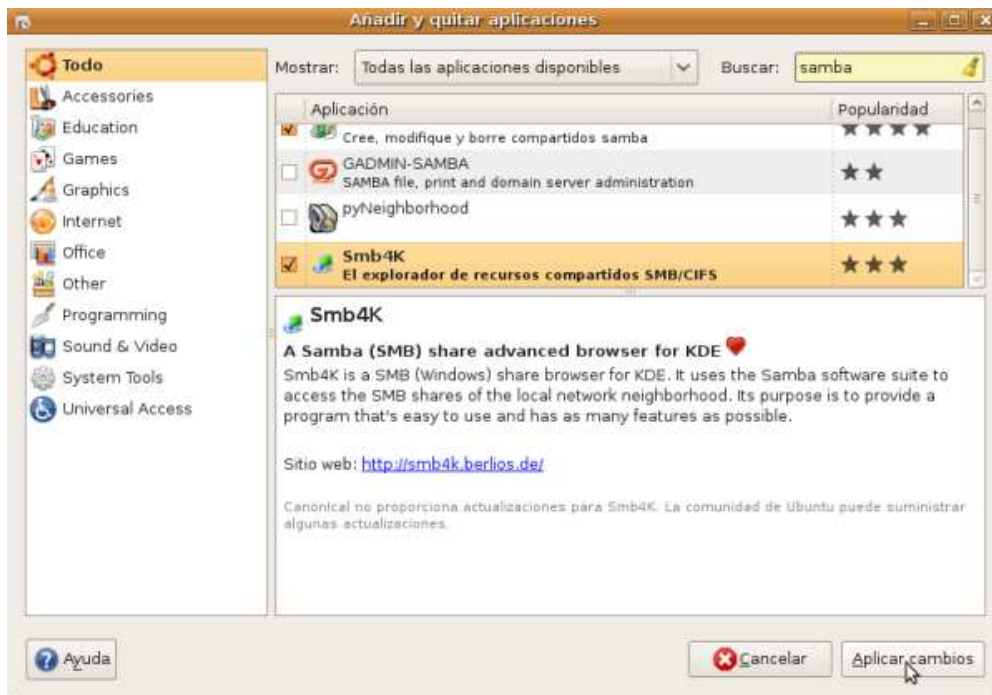 Añadir y quitar aplicaciones
Todo
Accessories
Education
Games
Graphics
Internet
Office
Other
Programming
Sound & Video
System Tools
Universal Access
Mostrar: Todas las aplicaciones disponibles Buscar: samba
Aplicación Popularidad
Cree, modifique y borre compartidos samba
GADMIN-SAMBA
SAMBA file, print and domain server administration
pyNeighborhood
Smb4K
El explorador de recursos compartidos SMB/CIFS
Smb4K
A Samba (SMB) share advanced browser for KDE
Smb4K is a SMB (Windows) share browser for KDE. It uses the Samba software suite to
access the SMB shares of the local network neighborhood. Its purpose is to provide a
program that's easy to use and has as many features as possible.
Sitio web: http://smb4k.berlios.de/
Canonical no proporciona actualizaciones para Smb4K. La comunidad de Ubuntu puede suministrar
algunas actualizaciones.
Ayuda Cancelar Aplicar cambios